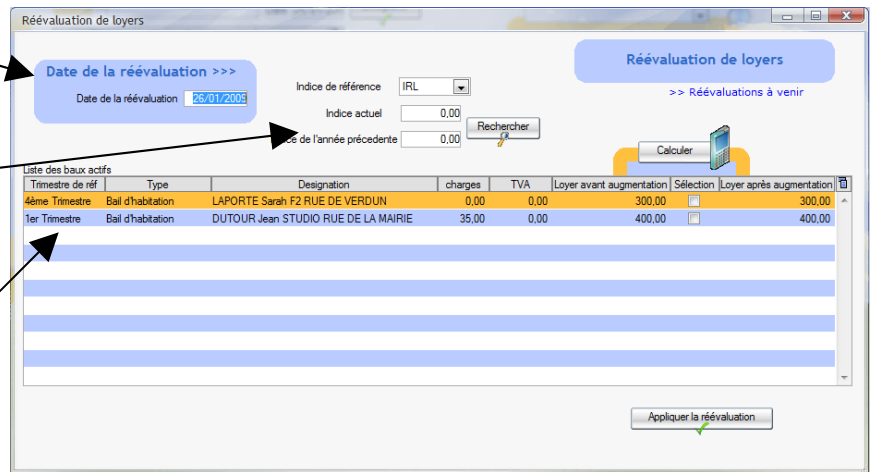 Réévaluation de loyers
Date de la réévaluation >>>
Date de la réévaluation 26/01/2009
Indice de référence IRL
Indice actuel 0,00
de l'année précedente 0,00
Rechercher
Réévaluation de loyers
>> Réévaluations à venir
Calculer
Liste des baux actifs
Trimestre de réf Type Designation charges TVA Loyer avant augmentation Sélection Loyer après augmentation
4ème Trimestre Bail d'habitation LAPORTE Sarah F2 RUE DE VERDUN 0,00 0,00 300,00 300,00
1er Trimestre Bail d'habitation DUTOUR Jean STUDIO RUE DE LA MAIRIE 35,00 0,00 400,00 400,00
Appliquer la réévaluation